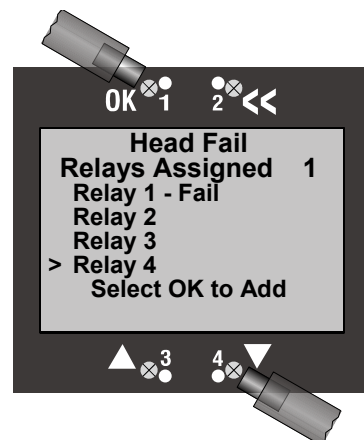 OK 1 2 <<
Head Fail
Relays Assigned 1
Relay 1 - Fail
Relay 2
Relay 3
> Relay 4
Select OK to Add
3 4